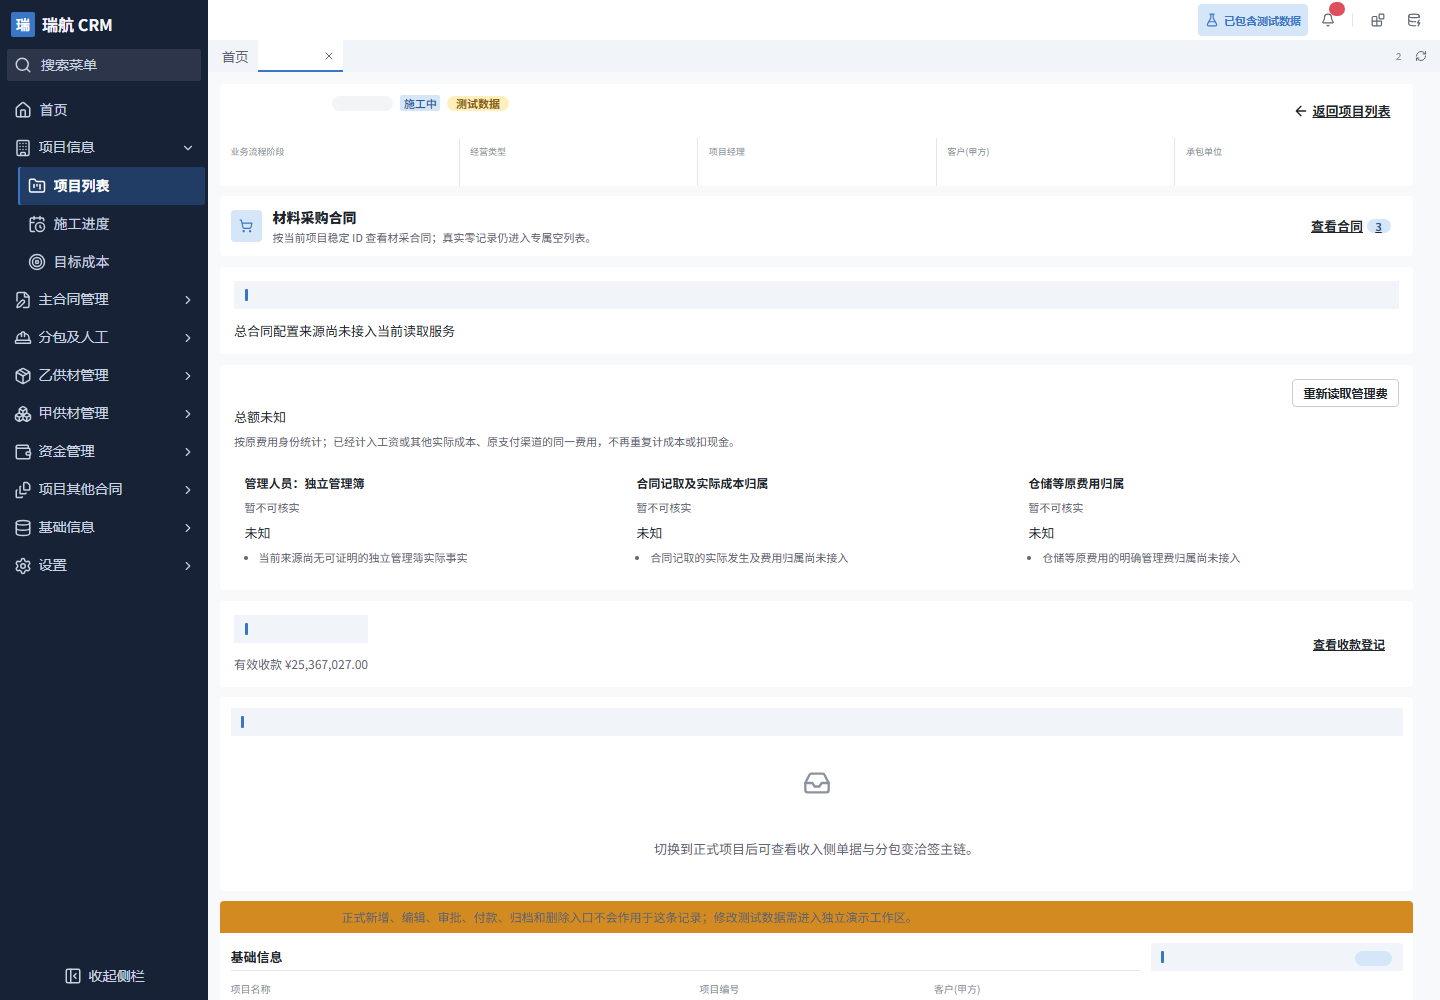 瑞 瑞航 CRM
已包含测试数据
搜索菜单
首页
2
首页
项目信息
项目列表
施工进度
目标成本
主合同管理
分包及人工
乙供材管理
甲供材管理
资金管理
项目其他合同
基础信息
设置
收起侧栏
施工中 测试数据
返回项目列表
业务流程阶段 经营类型 项目经理 客户(甲方) 承包单位
材料采购合同
按当前项目稳定 ID 查看材采合同；真实零记录仍进入专属空列表。
查看合同 3
总合同配置来源尚未接入当前读取服务
重新读取管理费
总额未知
按原费用身份统计；已经计入工资或其他实际成本、原支付渠道的同一费用，不再重复计成本或扣现金。
管理人员：独立管理簿 合同记取及实际成本归属 仓储等原费用归属
暂不可核实 暂不可核实 暂不可核实
未知 未知 未知
当前来源尚无可证明的独立管理簿实际事实 合同记取的实际发生及费用归属尚未接入 仓储等原费用的明确管理费归属尚未接入
有效收款 ¥25,367,027.00
查看收款登记
切换到正式项目后可查看收入侧单据与分包变洽签主链。
正式新增、编辑、审批、付款、归档和删除入口不会作用于这条记录；修改测试数据需进入独立演示工作区。
基础信息
项目名称 项目编号 客户(甲方)